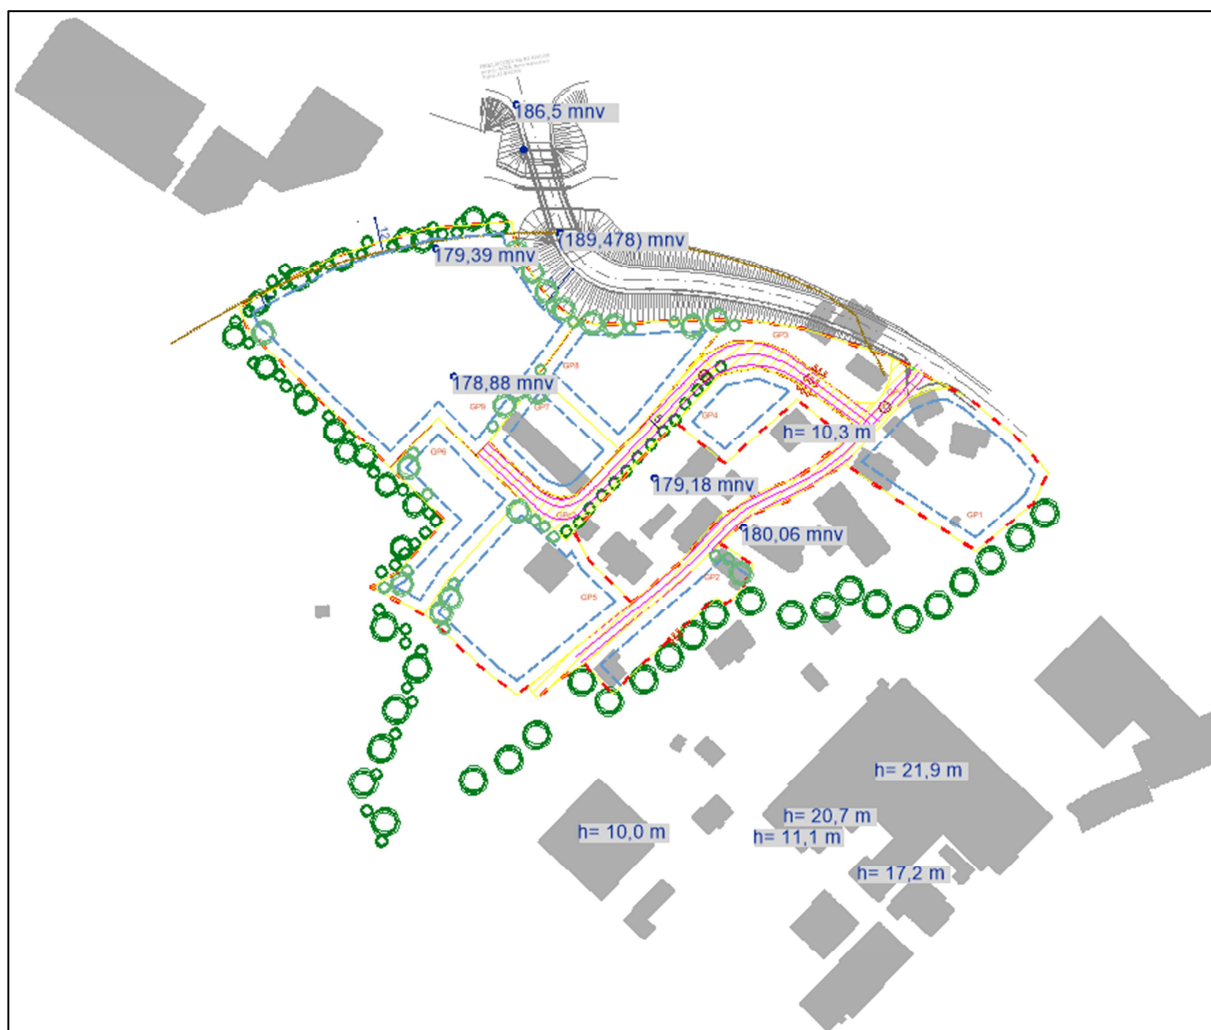 186,5 mnv
(189,478) mnv
12
179,39 mnv
GP3
GP8
178,88 mnv
GP9
GP7
GP4
h= 10,3 m
GP6
179,18 mnv
GP1
180,06 mnv
GP2
GP5
h= 21,9 m
h= 20,7 m
h= 10,0 m
h= 11,1 m
h= 17,2 m